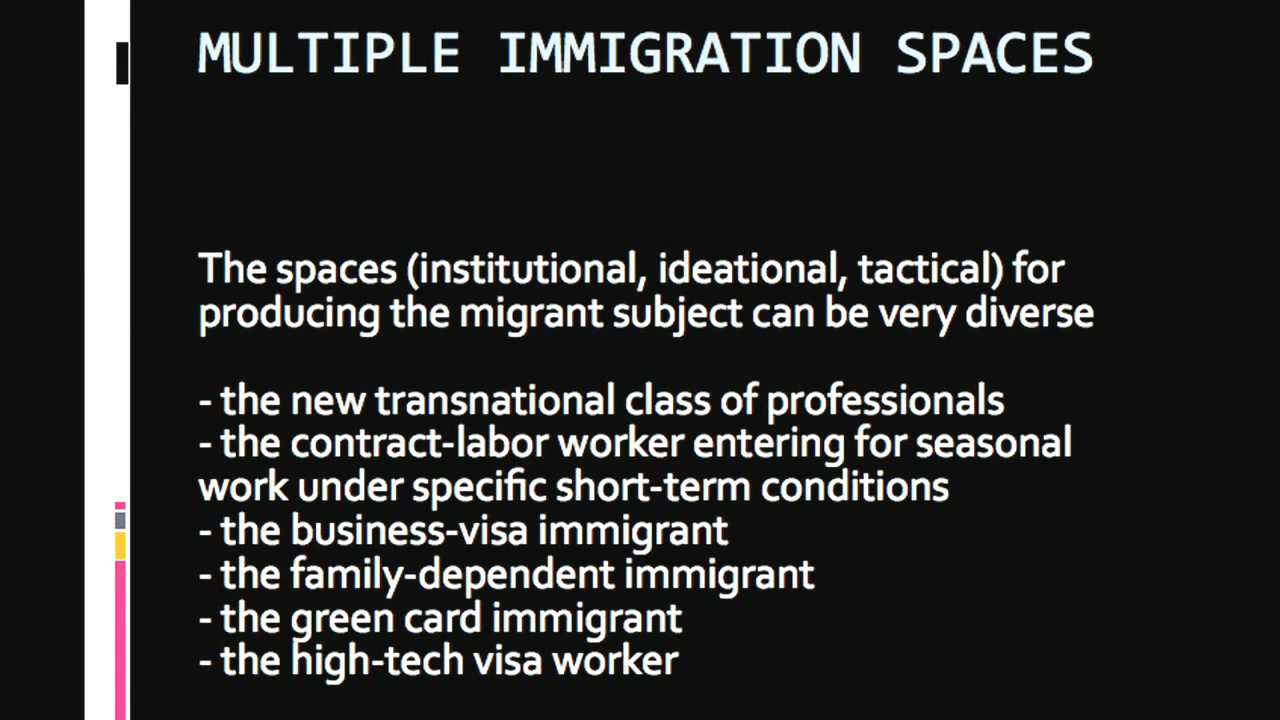 MULTIPLE IMMIGRATION SPACES
The spaces (institutional, ideational, tactical) for
producing the migrant subject can be very diverse
- the new transnational class of professionals
- the contract-labor worker entering for seasonal
work under specific short-term conditions
- the business-visa immigrant
- the family-dependent immigrant
- the green card immigrant
- the high-tech visa worker